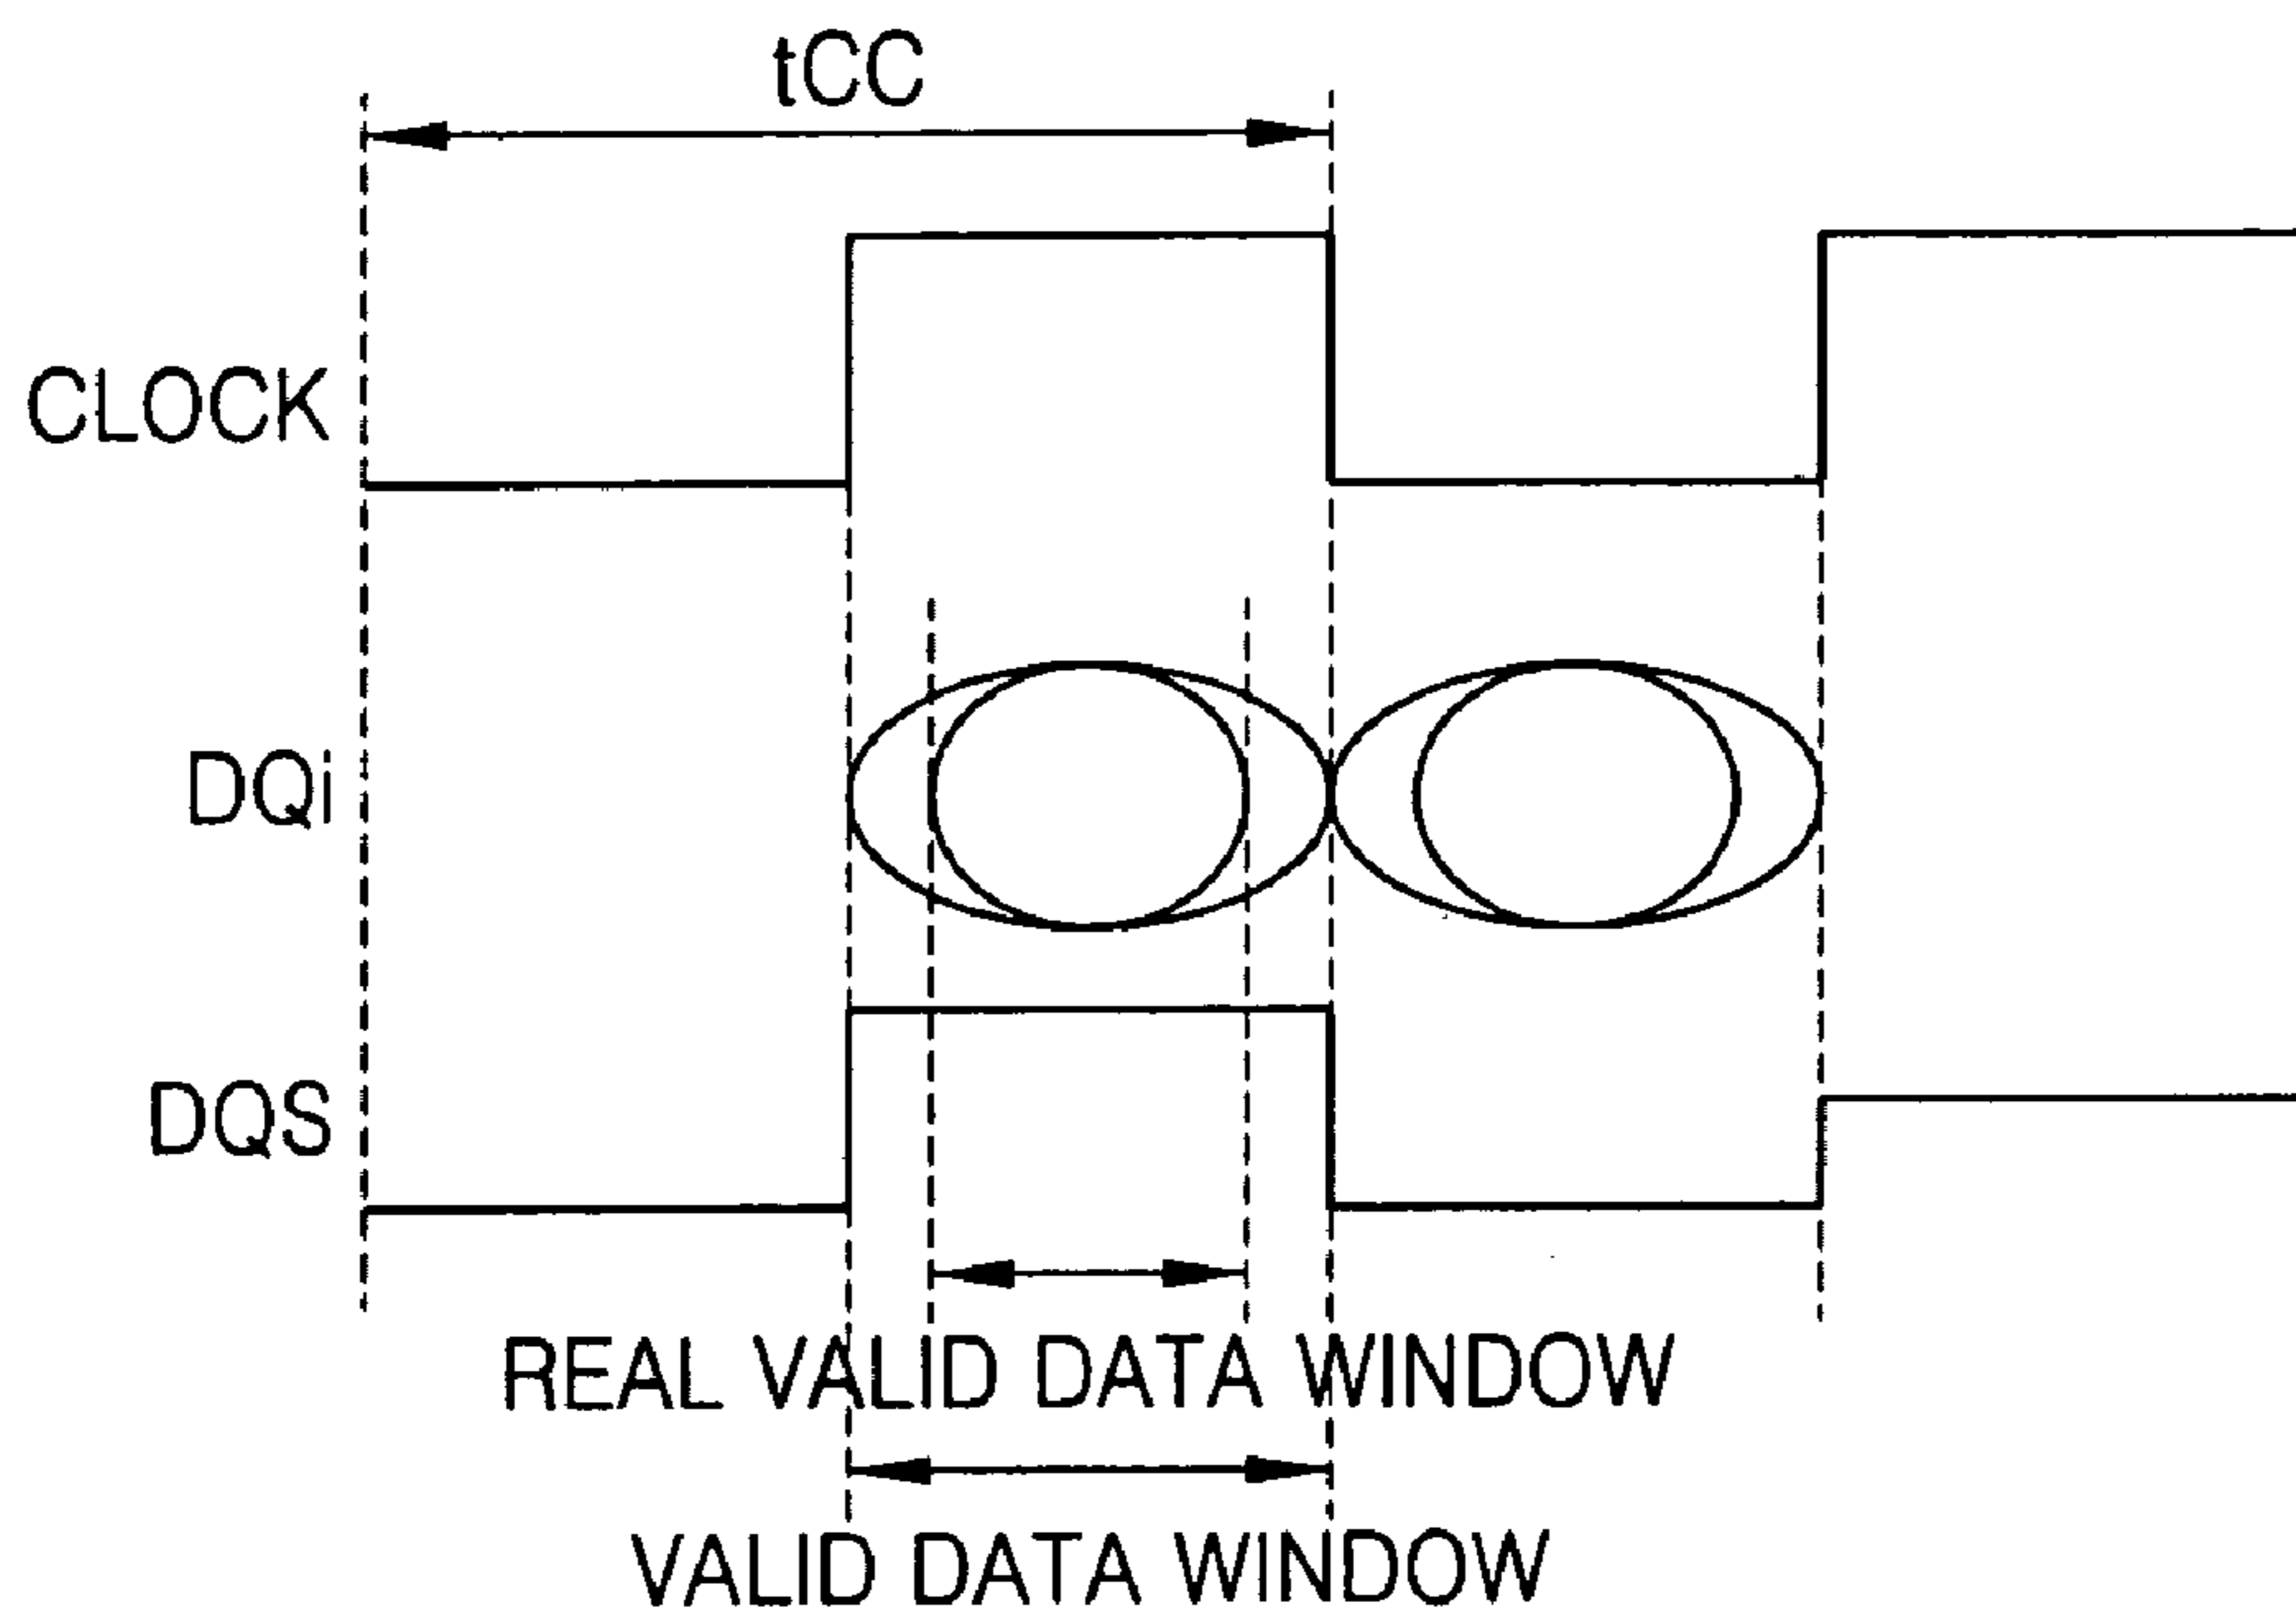 tCC
CLOCK
DQi
DQS
REAL VALID DATA WINDOW
VALID DATA WINDOW